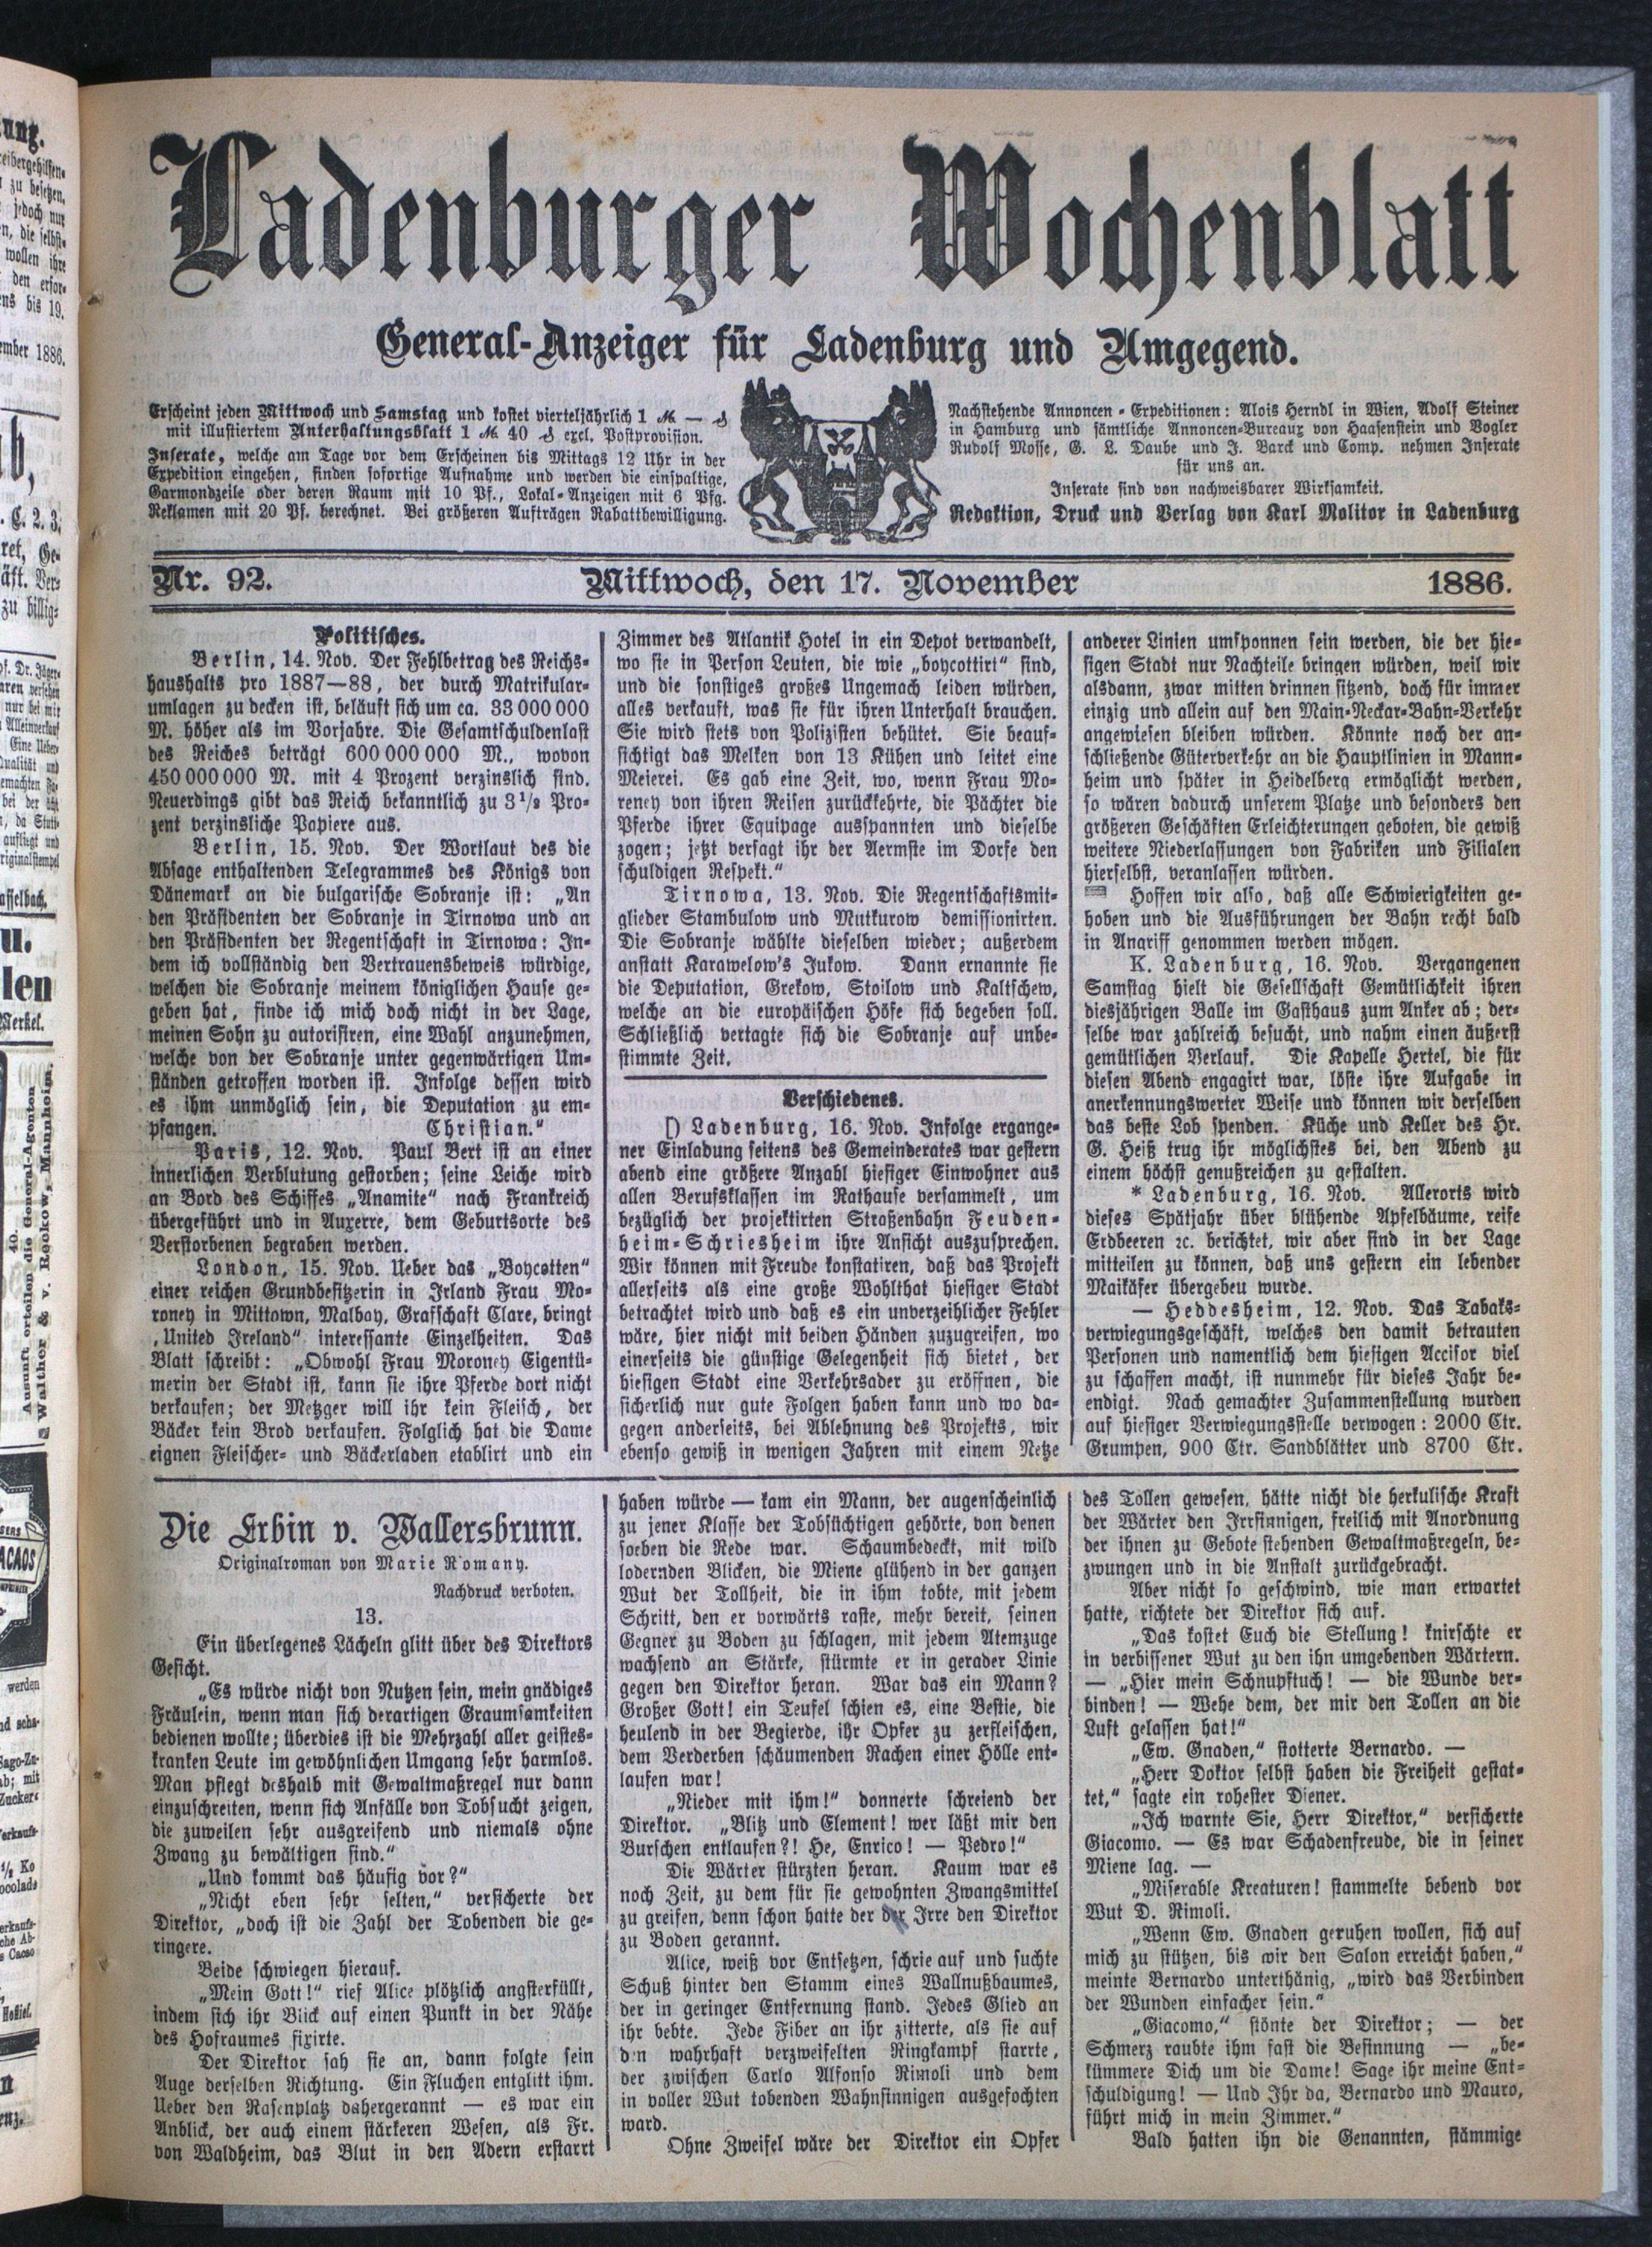 Ladenburger Wochenblatt
General-Anzeiger für Ladenburg und Umgegend.
Erscheint jeden Mittwoch und Samstag und kostet vierteljährlich 1 M. — ₰
mit illustiertem Unterhaltungsblatt 1 M. 40 ₰ excl. Postprovision.
Inserate, welche am Tage vor dem Erscheinen bis Mittags 12 Uhr in der
Expedition eingehen, finden sofortige Aufnahme und werden die einspaltige,
Garmondzeile oder deren Raum mit 10 Pf., Lokal-Anzeigen mit 6 Pfg.
Reklamen mit 20 Pf. berechnet. Bei größeren Aufträgen Rabattbewilligung.
Nachstehende Annoncen-Expeditionen: Alois Herndl in Wien, Adolf Steiner
in Hamburg und sämtliche Annoncen-Bureaux von Haasenstein und Vogler
Rudolf Mosse, G. L. Daube und J. Barck und Comp. nehmen Inserate
für uns an.
Inserate sind von nachweisbarer Wirksamkeit.
Redaktion, Druck und Verlag von Karl Molitor in Ladenburg
Nr. 92. Mittwoch, den 17. November 1886.
Politisches.
Berlin, 14. Nov. Der Fehlbetrag des Reichs-
haushalts pro 1887—88, der durch Matrikular-
umlagen zu decken ist, beläuft sich um ca. 33 000 000
M. höher als im Vorjahre. Die Gesamtschuldenlast
des Reiches beträgt 600 000 000 M., wovon
450 000 000 M. mit 4 Prozent verzinslich sind.
Neuerdings gibt das Reich bekanntlich zu 3½ Pro-
zent verzinsliche Papiere aus.
Berlin, 15. Nov. Der Wortlaut des die
Absage enthaltenden Telegrammes des Königs von
Dänemark an die bulgarische Sobranje ist: „An
den Präsidenten der Sobranje in Tirnowa und an
den Präsidenten der Regentschaft in Tirnowa: In-
dem ich vollständig den Vertrauensbeweis würdige,
welchen die Sobranje meinem königlichen Hause ge-
geben hat, finde ich mich doch nicht in der Lage,
meinen Sohn zu autorisiren, eine Wahl anzunehmen,
welche von der Sobranje unter gegenwärtigen Um-
ständen getroffen worden ist. Infolge dessen wird
es ihm unmöglich sein, die Deputation zu em-
pfangen. Christian.“
Paris, 12. Nov. Paul Bert ist an einer
innerlichen Verblutung gestorben; seine Leiche wird
an Bord des Schiffes „Anamite“ nach Frankreich
übergeführt und in Auxerre, dem Geburtsorte des
Verstorbenen begraben werden.
London, 15. Nov. Ueber das „Boycotten“
einer reichen Grundbesitzerin in Irland Frau Mo-
roney in Mittown, Malbay, Grafschaft Clare, bringt
„United Ireland“ interessante Einzelheiten. Das
Blatt schreibt: „Obwohl Frau Moroney Eigentü-
merin der Stadt ist, kann sie ihre Pferde dort nicht
verkaufen; der Metzger will ihr kein Fleisch, der
Bäcker kein Brod verkaufen. Folglich hat die Dame
eignen Fleischer- und Bäckerladen etablirt und ein
Zimmer des Atlantik Hotel in ein Depot verwandelt,
wo sie in Person Leuten, die wie „boycottirt“ sind,
und die sonstiges großes Ungemach leiden würden,
alles verkauft, was sie für ihren Unterhalt brauchen.
Sie wird stets von Polizisten behütet. Sie beauf-
sichtigt das Melken von 13 Kühen und leitet eine
Meierei. Es gab eine Zeit, wo, wenn Frau Mo-
reney von ihren Reisen zurückkehrte, die Pächter die
Pferde ihrer Equipage ausspannten und dieselbe
zogen; jetzt versagt ihr der Aermste im Dorfe den
schuldigen Respekt.“
Tirnowa, 13. Nov. Die Regentschaftsmit-
glieder Stambulow und Mutkurow demissionirten.
Die Sobranje wählte dieselben wieder; außerdem
anstatt Karawelow's Jukow. Dann ernannte sie
die Deputation, Grekow, Stoilow und Kaltschew,
welche an die europäischen Höfe sich begeben soll.
Schließlich vertagte sich die Sobranje auf unbe-
stimmte Zeit.
Verschiedenes.
[) Ladenburg, 16. Nov. Infolge ergange-
ner Einladung seitens des Gemeinderates war gestern
abend eine größere Anzahl hiesiger Einwohner aus
allen Berufsklassen im Rathause versammelt, um
bezüglich der projektirten Straßenbahn Feuden-
heim-Schriesheim ihre Ansicht auszusprechen.
Wir können mit Freude konstatiren, daß das Projekt
allerseits als eine große Wohlthat hiesiger Stadt
betrachtet wird und daß es ein unverzeihlicher Fehler
wäre, hier nicht mit beiden Händen zuzugreifen, wo
einerseits die günstige Gelegenheit sich bietet, der
hiesigen Stadt eine Verkehrsader zu eröffnen, die
sicherlich nur gute Folgen haben kann und wo da-
gegen anderseits, bei Ablehnung des Projekts, wir
ebenso gewiß in wenigen Jahren mit einem Netze
anderer Linien umsponnen sein werden, die der hie-
sigen Stadt nur Nachteile bringen würden, weil wir
alsdann, zwar mitten drinnen sitzend, doch für immer
einzig und allein auf den Main-Neckar-Bahn-Verkehr
angewiesen bleiben würden. Könnte noch der an-
schließende Güterverkehr an die Hauptlinien in Mann-
heim und später in Heidelberg ermöglicht werden,
so wären dadurch unserem Platze und besonders den
größeren Geschäften Erleichterungen geboten, die gewiß
weitere Niederlassungen von Fabriken und Filialen
hierselbst, veranlassen würden.
Hoffen wir also, daß alle Schwierigkeiten ge-
hoben und die Ausführungen der Bahn recht bald
in Angriff genommen werden mögen.
K. Ladenburg, 16. Nov. Vergangenen
Samstag hielt die Gesellschaft Gemütlichkeit ihren
diesjährigen Balle im Gasthaus zum Anker ab; der-
selbe war zahlreich besucht, und nahm einen äußerst
gemütlichen Verlauf. Die Kapelle Hertel, die für
diesen Abend engagirt war, löste ihre Aufgabe in
anerkennungswerter Weise und können wir derselben
das beste Lob spenden. Küche und Keller des Hr.
G. Heiß trug ihr möglichstes bei, den Abend zu
einem höchst genußreichen zu gestalten.
* Ladenburg, 16. Nov. Allerorts wird
dieses Spätjahr über blühende Apfelbäume, reife
Erdbeeren ꝛc. berichtet, wir aber sind in der Lage
mitteilen zu können, daß uns gestern ein lebender
Maikäfer übergebeu wurde.
— Heddesheim, 12. Nov. Das Tabaks-
verwiegungsgeschäft, welches den damit betrauten
Personen und namentlich dem hiesigen Accisor viel
zu schaffen macht, ist nunmehr für dieses Jahr be-
endigt. Nach gemachter Zusammenstellung wurden
auf hiesiger Verwiegungsstelle verwogen: 2000 Ctr.
Grumpen, 900 Ctr. Sandblätter und 8700 Ctr.
Die Erbin v. Wallersbrunn.
Originalroman von Marie Romany.
Nachdruck verboten.
13.
Ein überlegenes Lächeln glitt über des Direktors
Gesicht.
„Es würde nicht von Nutzen sein, mein gnädiges
Fräulein, wenn man sich derartigen Graumsamkeiten
bedienen wollte; überdies ist die Mehrzahl aller geistes-
kranken Leute im gewöhnlichen Umgang sehr harmlos.
Man pflegt deshalb mit Gewaltmaßregel nur dann
einzuschreiten, wenn sich Anfälle von Tobsucht zeigen,
die zuweilen sehr ausgreifend und niemals ohne
Zwang zu bewältigen sind.“
„Und kommt das häufig vor?“
„Nicht eben sehr selten,“ versicherte der
Direktor, „doch ist die Zahl der Tobenden die ge-
ringere.
Beide schwiegen hierauf.
„Mein Gott!“ rief Alice plötzlich angsterfüllt,
indem sich ihr Blick auf einen Punkt in der Nähe
des Hofraumes fixirte.
Der Direktor sah sie an, dann folgte sein
Auge derselben Richtung. Ein Fluchen entglitt ihm.
Ueber den Rasenplatz dahergerannt — es war ein
Anblick, der auch einem stärkeren Wesen, als Fr.
von Waldheim, das Blut in den Adern erstarrt
haben würde — kam ein Mann, der augenscheinlich
zu jener Klasse der Tobsüchtigen gehörte, von denen
soeben die Rede war. Schaumbedeckt, mit wild
lodernden Blicken, die Miene glühend in der ganzen
Wut der Tollheit, die in ihm tobte, mit jedem
Schritt, den er vorwärts raste, mehr bereit, seinen
Gegner zu Boden zu schlagen, mit jedem Atemzuge
wachsend an Stärke, stürmte er in gerader Linie
gegen den Direktor heran. War das ein Mann?
Großer Gott! ein Teufel schien es, eine Bestie, die
heulend in der Begierde, ihr Opfer zu zerfleischen,
dem Verderben schäumenden Rachen einer Hölle ent-
laufen war!
„Nieder mit ihm!“ donnerte schreiend der
Direktor. „Blitz und Element! wer läßt mir den
Burschen entlaufen?! He, Enrico! — Pedro!“
Die Wärter stürzten heran. Kaum war es
noch Zeit, zu dem für sie gewohnten Zwangsmittel
zu greifen, denn schon hatte der der Irre den Direktor
zu Boden gerannt.
Alice, weiß vor Entsetzen, schrie auf und suchte
Schuß hinter den Stamm eines Wallnußbaumes,
der in geringer Entfernung stand. Jedes Glied an
ihr bebte. Jede Fiber an ihr zitterte, als sie auf
den wahrhaft verzweifelten Ringkampf starrte,
der zwischen Carlo Alfonso Rimoli und dem
in voller Wut tobenden Wahnsinnigen ausgefochten
ward.
Ohne Zweifel wäre der Direktor ein Opfer
des Tollen gewesen, hätte nicht die herkulische Kraft
der Wärter den Irrsinnigen, freilich mit Anordnung
der ihnen zu Gebote stehenden Gewaltmaßregeln, be-
zwungen und in die Anstalt zurückgebracht.
Aber nicht so geschwind, wie man erwartet
hatte, richtete der Direktor sich auf.
„Das kostet Euch die Stellung! knirschte er
in verbissener Wut zu den ihn umgebenden Wärtern.
— „Hier mein Schnupftuch! — die Wunde ver-
binden! — Wehe dem, der mir den Tollen an die
Luft gelassen hat!“
„Ew. Gnaden,“ stotterte Bernardo. —
„Herr Doktor selbst haben die Freiheit gestat-
tet,“ sagte ein rohester Diener.
„Ich warnte Sie, Herr Direktor,“ versicherte
Giacomo. — Es war Schadenfreude, die in seiner
Miene lag. —
„Miserable Kreaturen! stammelte bebend vor
Wut D. Rimoli.
„Wenn Ew. Gnaden geruhen wollen, sich auf
mich zu stützen, bis wir den Salon erreicht haben,“
meinte Bernardo unterthänig, „wird das Verbinden
der Wunden einfacher sein.“
„Giacomo,“ stönte der Direktor; — der
Schmerz raubte ihm fast die Besinnung — „be-
kümmere Dich um die Dame! Sage ihr meine Ent-
schuldigung! — Und Ihr da, Bernardo und Mauro,
führt mich in mein Zimmer.“
Bald hatten ihn die Genannten, stämmige